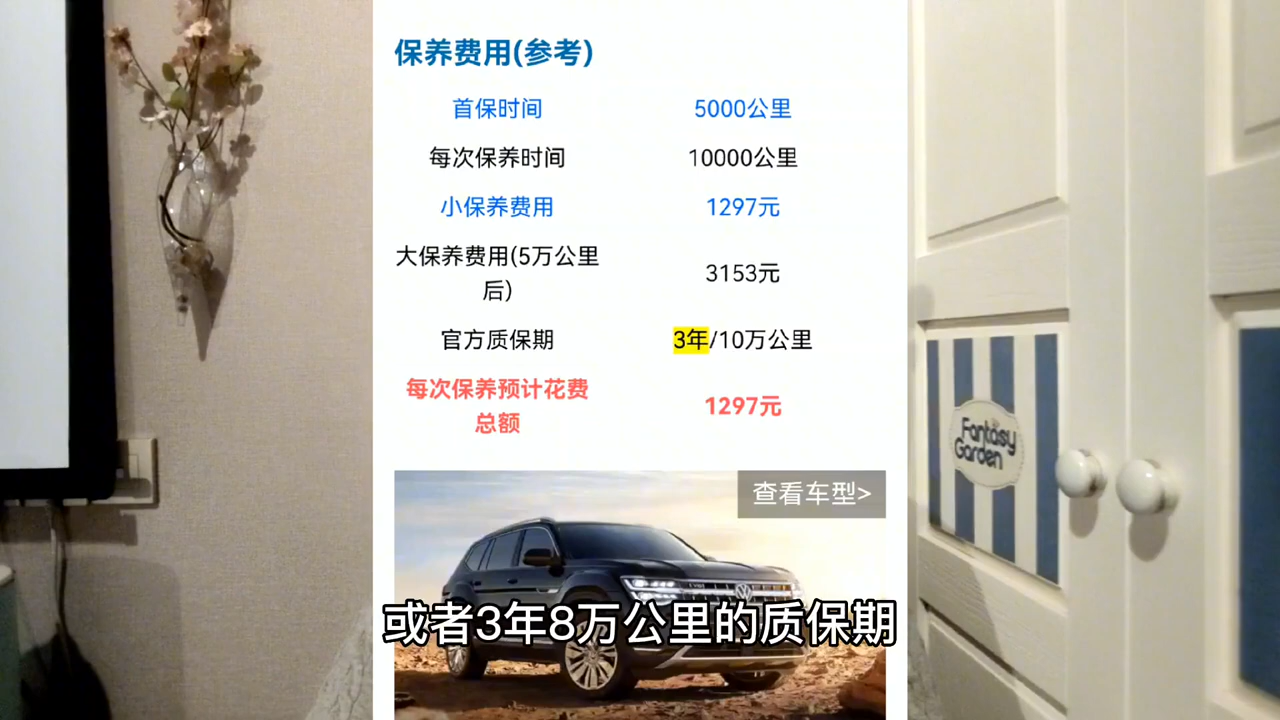 保养费用(参考)
首保时间 5000公里
每次保养时间 10000公里
小保养费用 1297元
大保养费用(5万公里
后) 3153元
官方质保期 3年/10万公里
每次保养预计花费
总额 1297元
查看车型>
或者3年8万公里的质保期
Fantasy
Garden